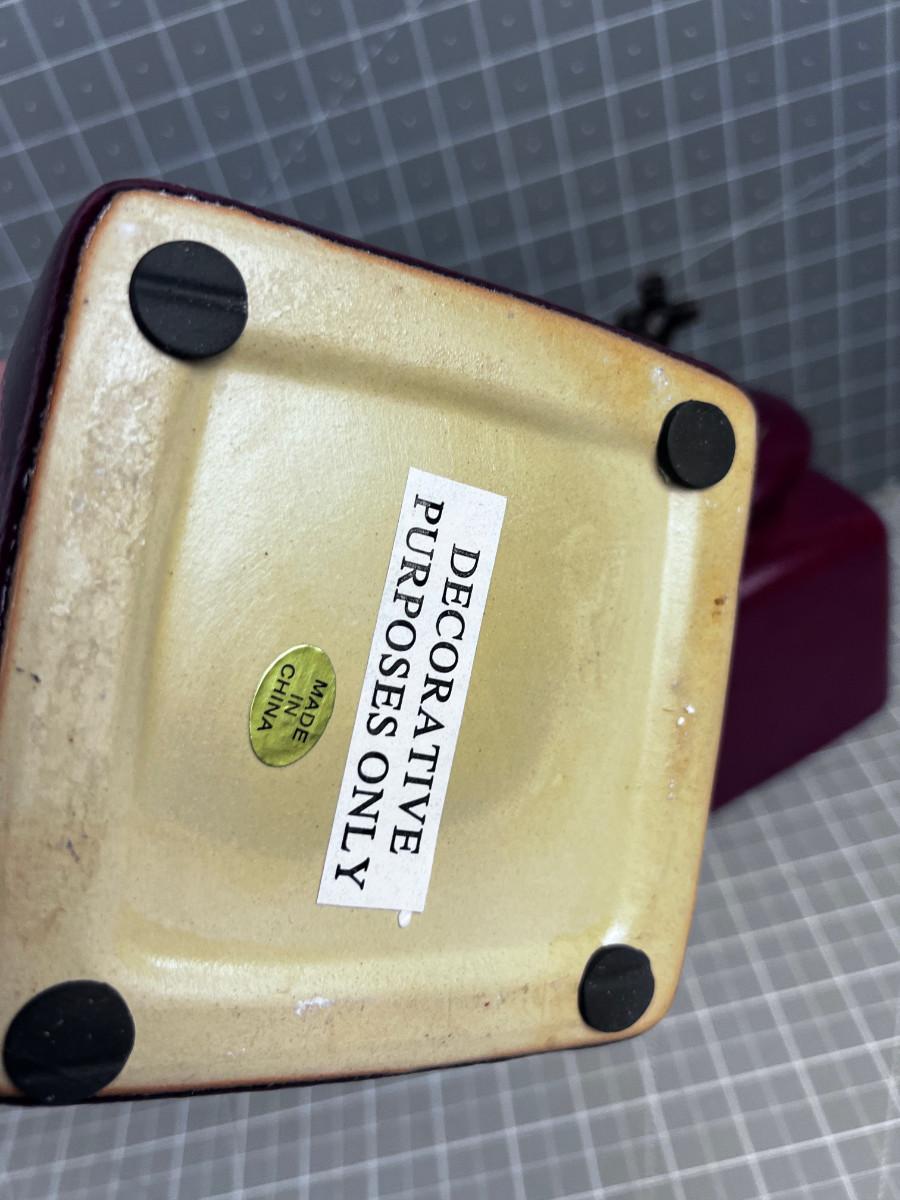 DECORATIVE
PURPOSES ONLY
MADE
IN
CHINA